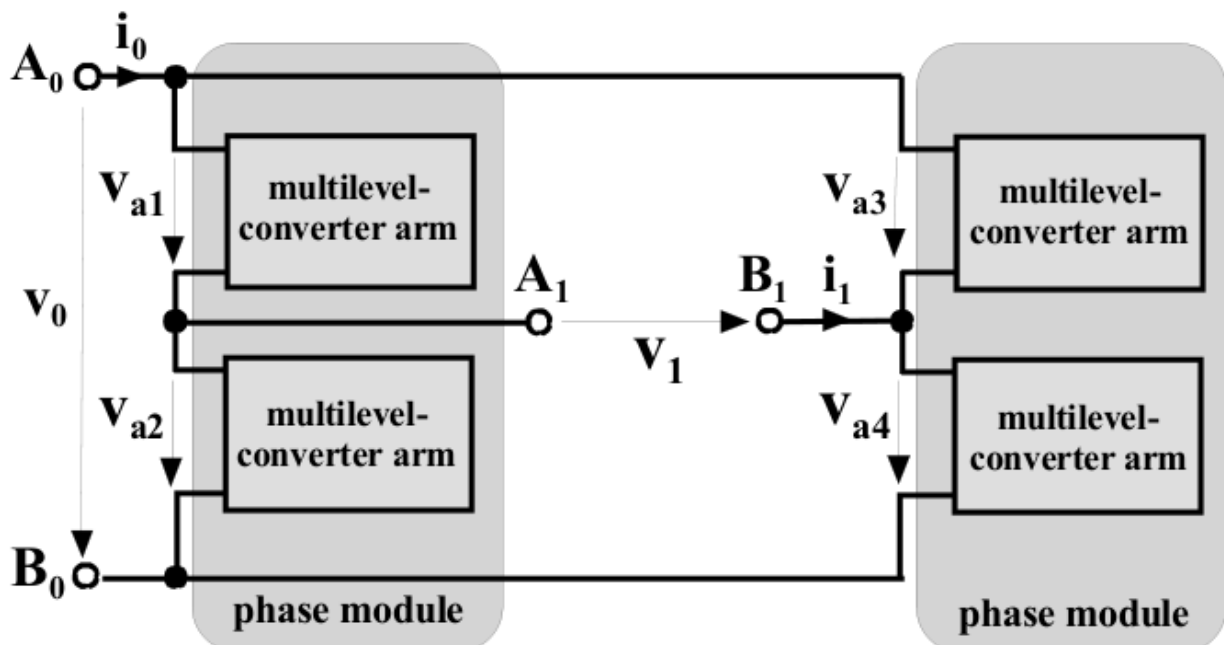 i₀
A₀
multilevel-
converter arm
vₐ₁
multilevel-
converter arm
vₐ₃
v₀
A₁
B₁
i₁
v₁
multilevel-
converter arm
vₐ₂
multilevel-
converter arm
vₐ₄
B₀
phase module
phase module